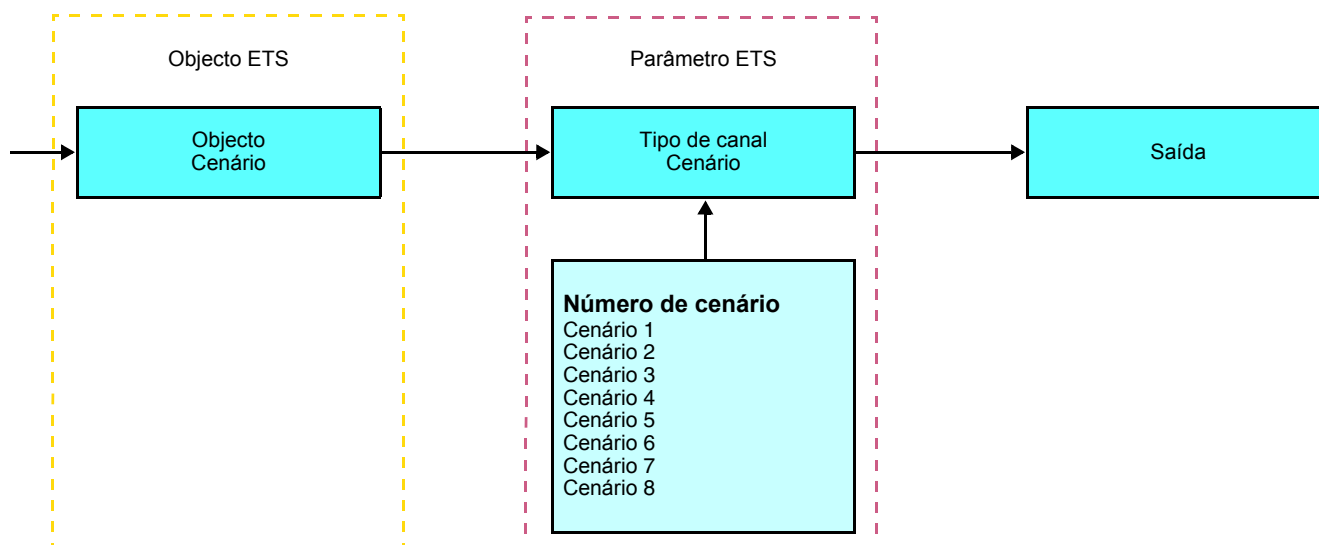 Objecto ETS
Parâmetro ETS
Objecto
Cenário
Tipo de canal
Cenário
Saída
Número de cenário
Cenário 1
Cenário 2
Cenário 3
Cenário 4
Cenário 5
Cenário 6
Cenário 7
Cenário 8